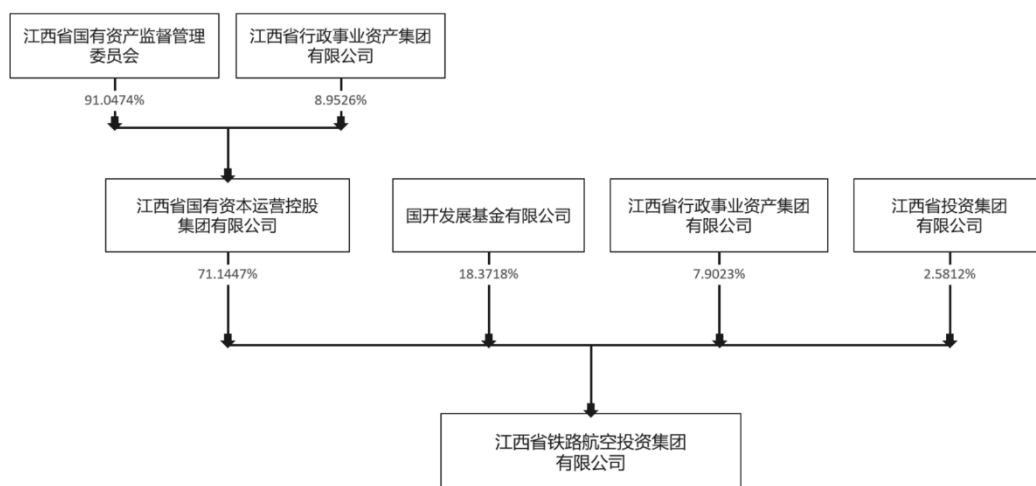 江西省国有资产监督管理
委员会
江西省行政事业资产集团
有限公司
91.0474%
8.9526%
江西省国有资本运营控股
集团有限公司
国开发展基金有限公司
江西省行政事业资产集团
有限公司
江西省投资集团
有限公司
71.1447%
18.3718%
7.9023%
2.5812%
江西省铁路航空投资集团
有限公司